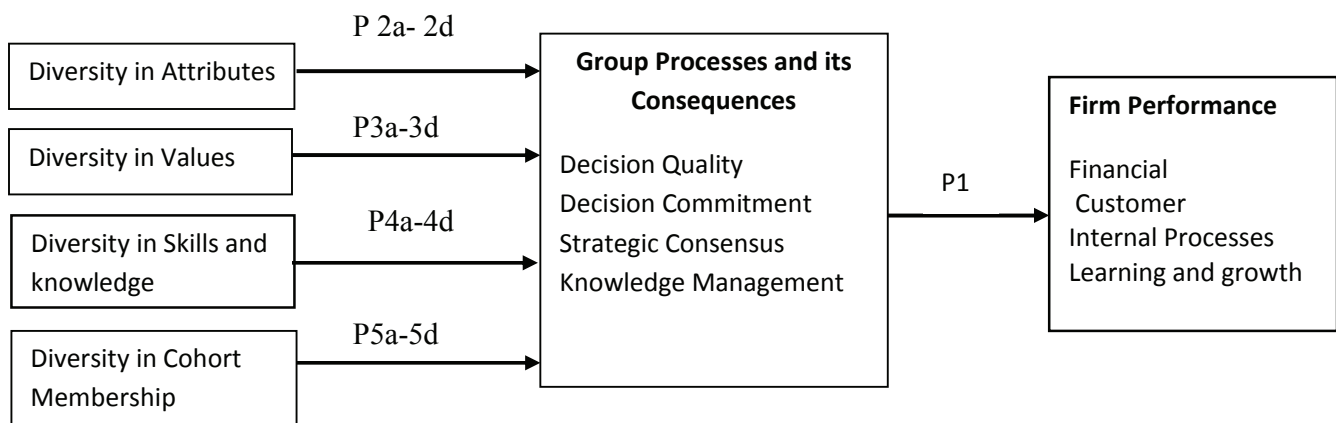 P 2a- 2d
Diversity in Attributes
P3a-3d
Diversity in Values
P4a-4d
Diversity in Skills and
knowledge
P5a-5d
Diversity in Cohort
Membership
Group Processes and its
Consequences
Decision Quality
Decision Commitment
Strategic Consensus
Knowledge Management
P1
Firm Performance
Financial
Customer
Internal Processes
Learning and growth